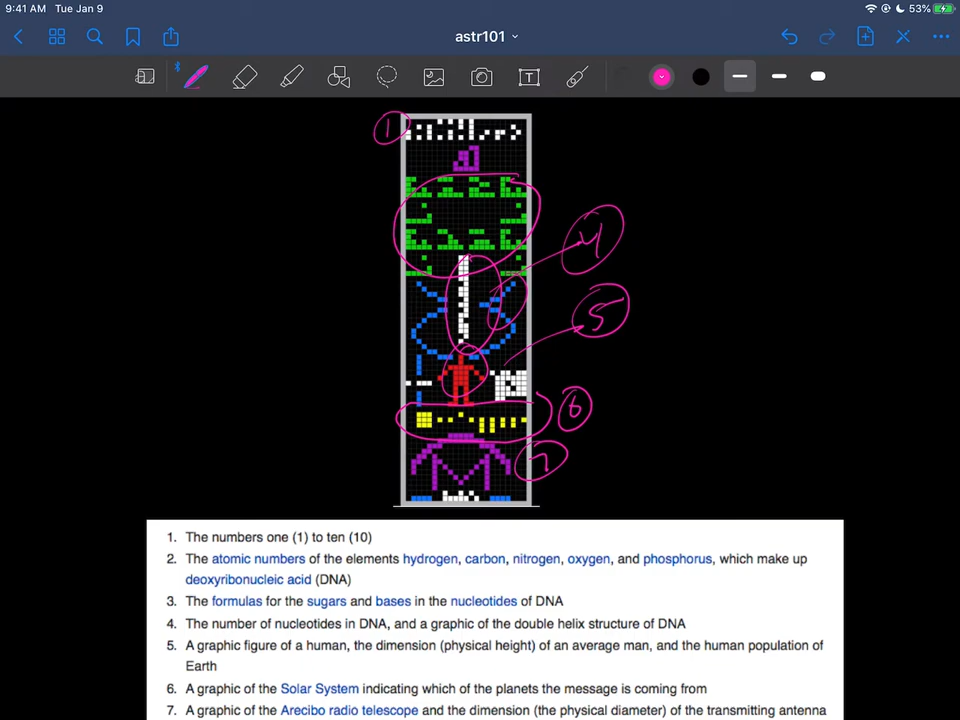 9:41 AM Tue Jan 9 53%
astr101
1
4
5
6
7
1. The numbers one (1) to ten (10)
2. The atomic numbers of the elements hydrogen, carbon, nitrogen, oxygen, and phosphorus, which make up
deoxyribonucleic acid (DNA)
3. The formulas for the sugars and bases in the nucleotides of DNA
4. The number of nucleotides in DNA, and a graphic of the double helix structure of DNA
5. A graphic figure of a human, the dimension (physical height) of an average man, and the human population of
Earth
6. A graphic of the Solar System indicating which of the planets the message is coming from
7. A graphic of the Arecibo radio telescope and the dimension (the physical diameter) of the transmitting antenna